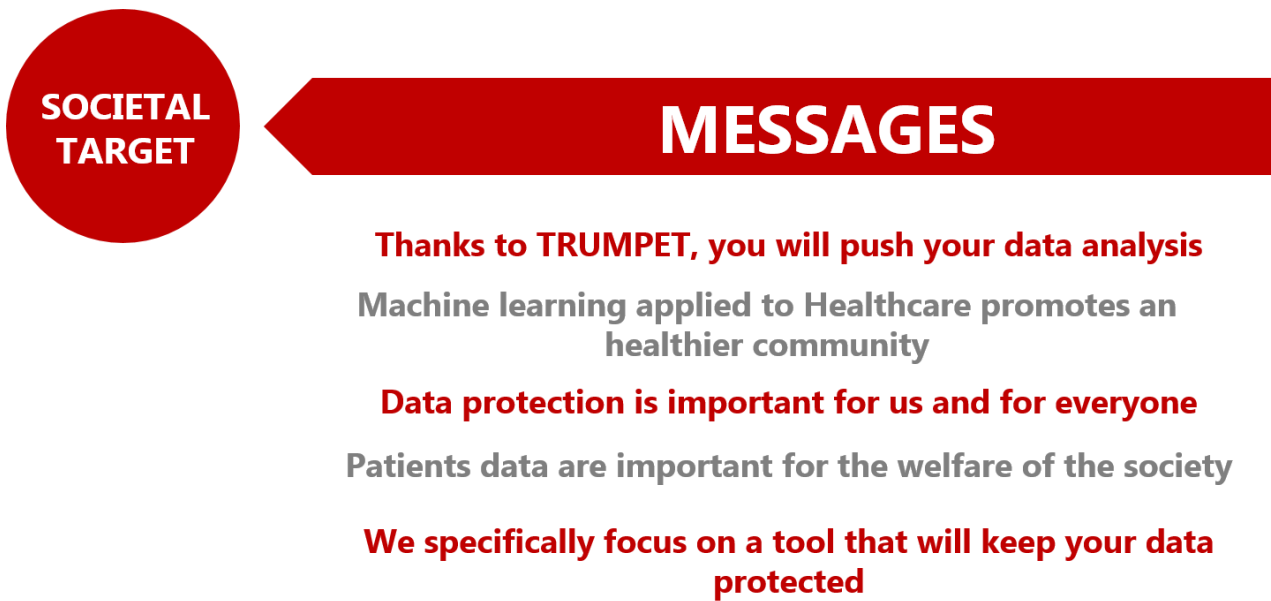 SOCIETAL
TARGET
MESSAGES
Thanks to TRUMPET, you will push your data analysis
Machine learning applied to Healthcare promotes an
healthier community
Data protection is important for us and for everyone
Patients data are important for the welfare of the society
We specifically focus on a tool that will keep your data
protected